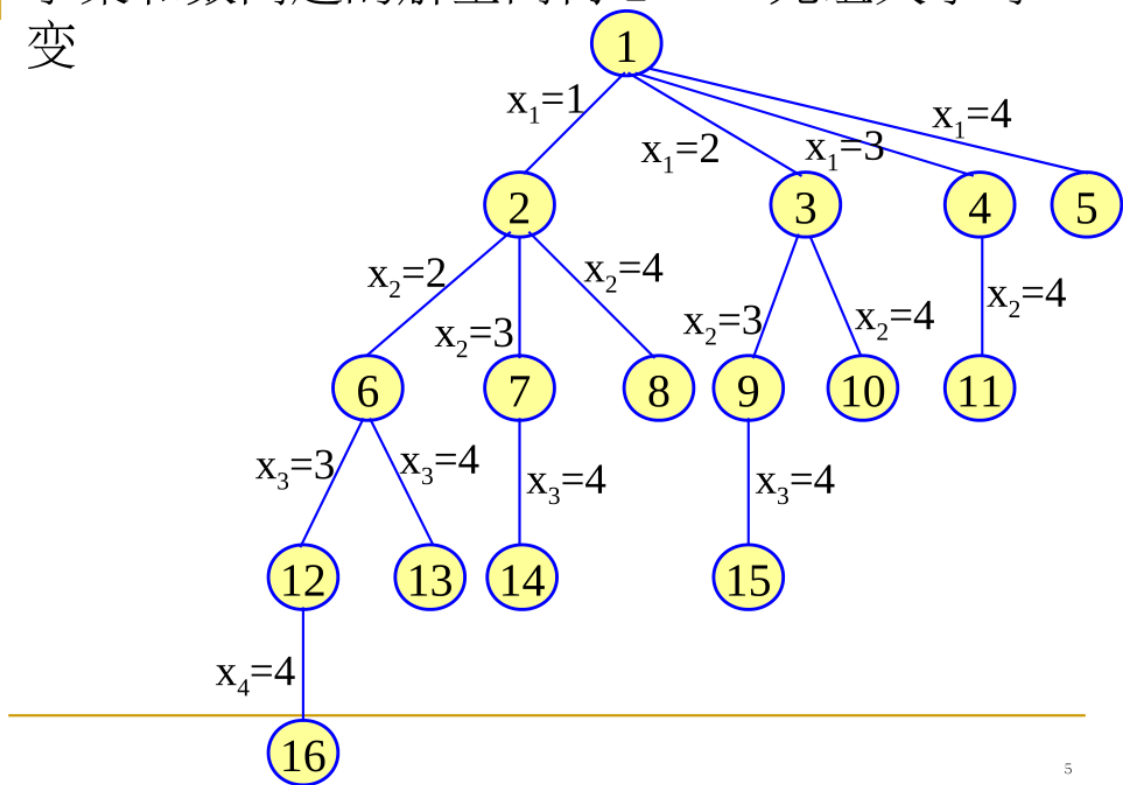 变
1
x₁=1
x₁=2
x₁=3
x₁=4
2
3
4
5
x₂=2
x₂=3
x₂=4
x₂=3
x₂=4
x₂=4
6
7
8
9
10
11
x₃=3
x₃=4
x₃=4
x₃=4
12
13
14
15
x₄=4
16
5